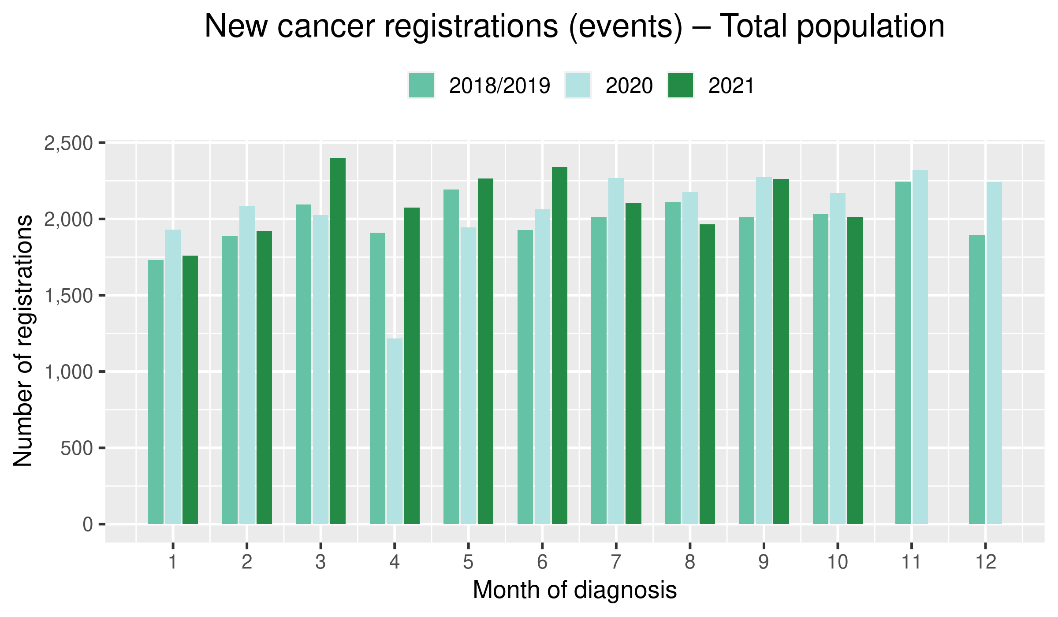 New cancer registrations (events) – Total population
2018/2019 2020 2021
2,500
2,000
1,500
1,000
500
0
Number of registrations
1 2 3 4 5 6 7 8 9 10 11 12
Month of diagnosis